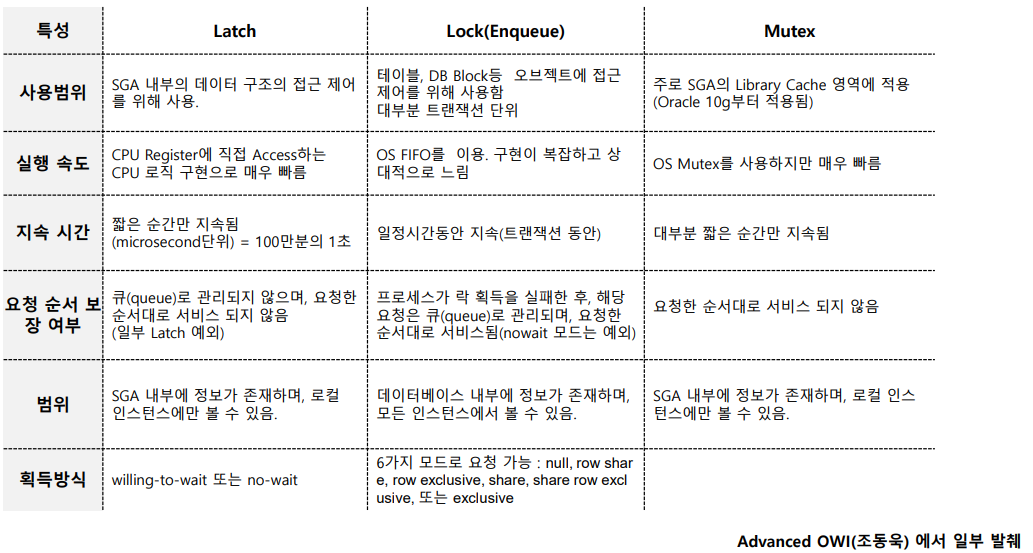 특성
Latch
Lock(Enqueue)
Mutex
사용범위
SGA 내부의 데이터 구조의 접근 제어
를 위해 사용.
테이블, DB Block등 오브젝트에 접근
제어를 위해 사용함
대부분 트랜잭션 단위
주로 SGA의 Library Cache 영역에 적용
(Oracle 10g부터 적용됨)
실행 속도
CPU Register에 직접 Access하는
CPU 로직 구현으로 매우 빠름
OS FIFO를 이용. 구현이 복잡하고 상
대적으로 느림
OS Mutex를 사용하지만 매우 빠름
지속 시간
짧은 순간만 지속됨
(microsecond단위) = 100만분의 1초
일정시간동안 지속(트랜잭션 동안)
대부분 짧은 순간만 지속됨
요청 순서 보
장 여부
큐(queue)로 관리되지 않으며, 요청한
순서대로 서비스 되지 않음
(일부 Latch 예외)
프로세스가 락 획득을 실패한 후, 해당
요청은 큐(queue)로 관리되며, 요청한
순서대로 서비스됨(nowait 모드는 예외)
요청한 순서대로 서비스 되지 않음
범위
SGA 내부에 정보가 존재하며, 로컬
인스턴스에만 볼 수 있음.
데이터베이스 내부에 정보가 존재하며,
모든 인스턴스에서 볼 수 있음.
SGA 내부에 정보가 존재하며, 로컬 인스
턴스에만 볼 수 있음.
획득방식
willing-to-wait 또는 no-wait
6가지 모드로 요청 가능 : null, row shar
e, row exclusive, share, share row excl
usive, 또는 exclusive
Advanced OWI(조동욱) 에서 일부 발췌